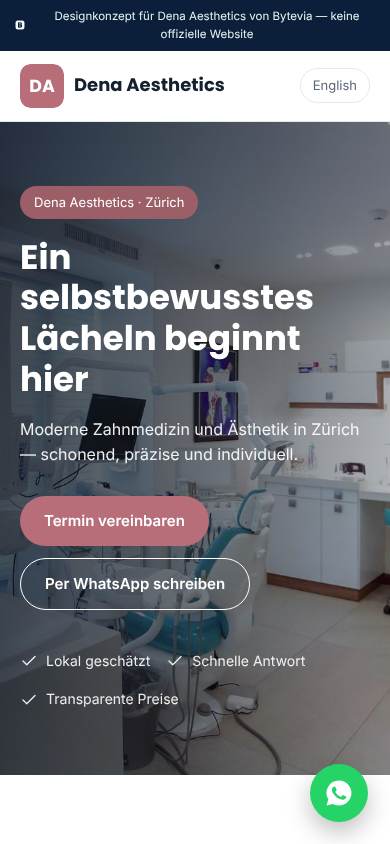 Designkonzept für Dena Aesthetics von Bytevia — keine
offizielle Website
DA
Dena Aesthetics
English
Dena Aesthetics · Zürich
Ein
selbstbewusstes
Lächeln beginnt
hier
Moderne Zahnmedizin und Ästhetik in Zürich
— schonend, präzise und individuell.
Termin vereinbaren
Per WhatsApp schreiben
Lokal geschätzt
Schnelle Antwort
Transparente Preise